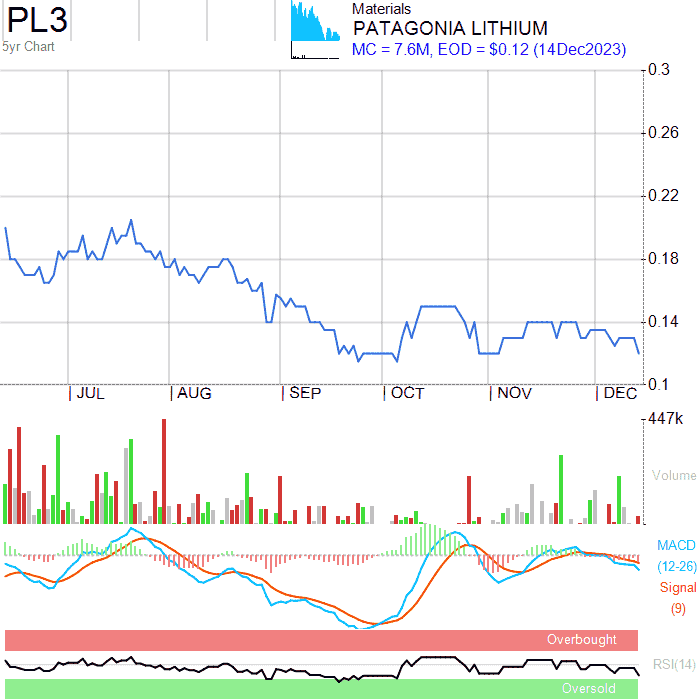 PL3
5yr Chart
Materials
PATAGONIA LITHIUM
MC = 7.6M, EOD = $0.12 (14Dec2023)
0.3
0.26
0.22
0.18
0.14
0.1
JUL AUG SEP OCT NOV DEC
447k
Volume
MACD
(12-26)
Signal
(9)
Overbought
RSI(14)
Oversold